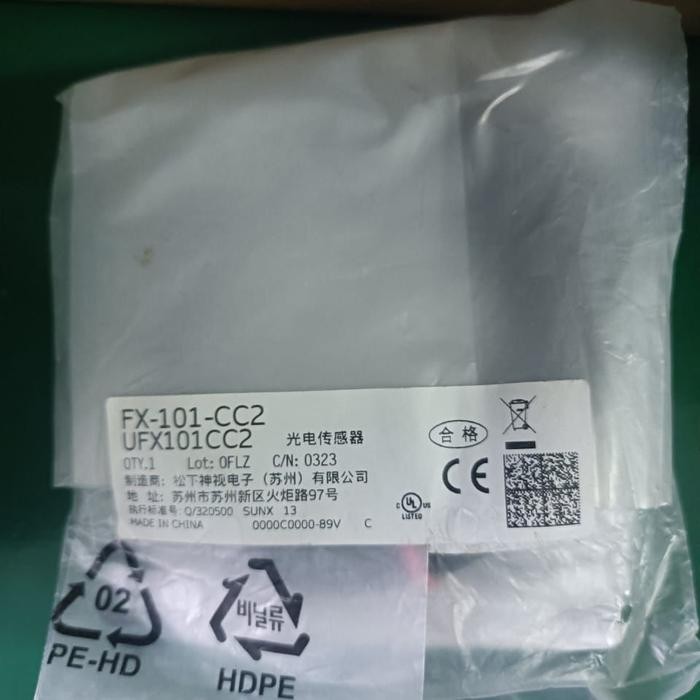 FX-101-CC2
UFX101CC2 光电传感器
合格
QTY.1 Lot: 0FLZ C/N: 0323
制造商: 松下神视电子（苏州）有限公司
地 址: 苏州市苏州新区火炬路97号
执行标准号: Q/320500 SUNX 13
MADE IN CHINA 0000C0000-89V C
CE
C UL US
LISTED
02
PE-HD
비닐류
HDPE